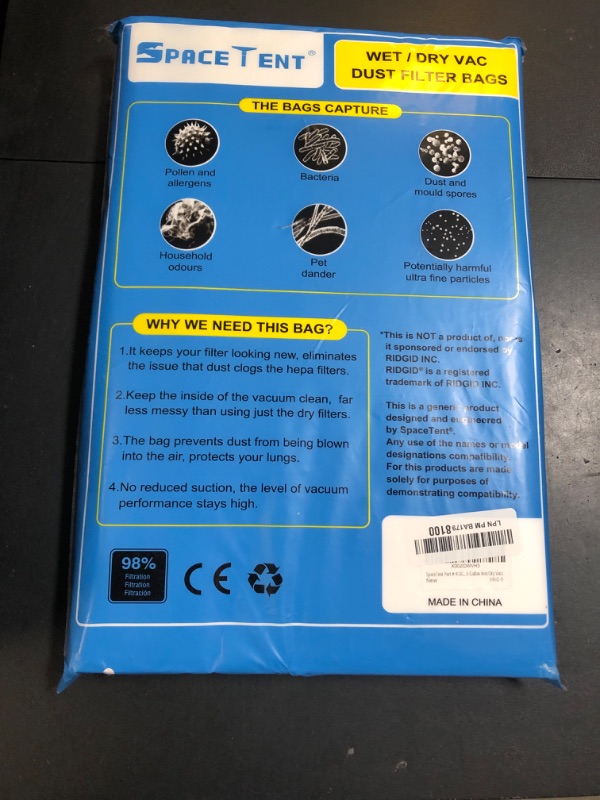 SPACE TENT®
WET / DRY VAC
DUST FILTER BAGS
THE BAGS CAPTURE
Pollen and
allergens
Bacteria
Dust and
mould spores
Household
odours
Pet
dander
Potentially harmful
ultra fine particles
WHY WE NEED THIS BAG?
1.It keeps your filter looking new, eliminates
the issue that dust clogs the hepa filters.
2.Keep the inside of the vacuum clean, far
less messy than using just the dry filters.
3.The bag prevents dust from being blown
into the air, protects your lungs.
4.No reduced suction, the level of vacuum
performance stays high.
*This is NOT a product of, nor is
it sponsored or endorsed by
RIDGID INC.
RIDGID® is a registered
trademark of RIDGID INC.
This is a generic product
designed and engineered
by SpaceTent®.
Any use of the names or model
designations compatibility.
For this products are made
solely for purposes of
demonstrating compatibility.
98%
Filtration
Filtration
Filtración
CE
LPN PM BA179 8100
MADE IN CHINA